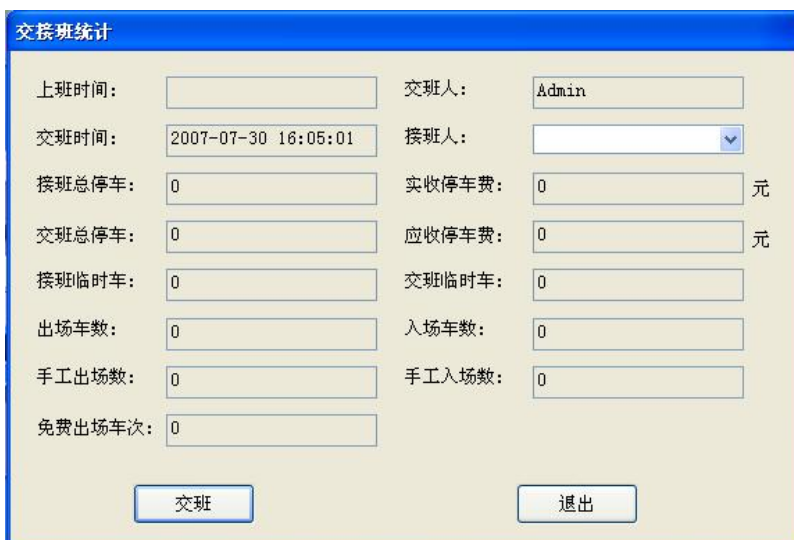 交接班统计
上班时间： 交班人： Admin
交班时间： 2007-07-30 16:05:01 接班人：
接班总停车： 0 实收停车费： 0 元
交班总停车： 0 应收停车费： 0 元
接班临时车： 0 交班临时车： 0
出场车数： 0 入场车数： 0
手工出场数： 0 手工入场数： 0
免费出场车次： 0
交班 退出